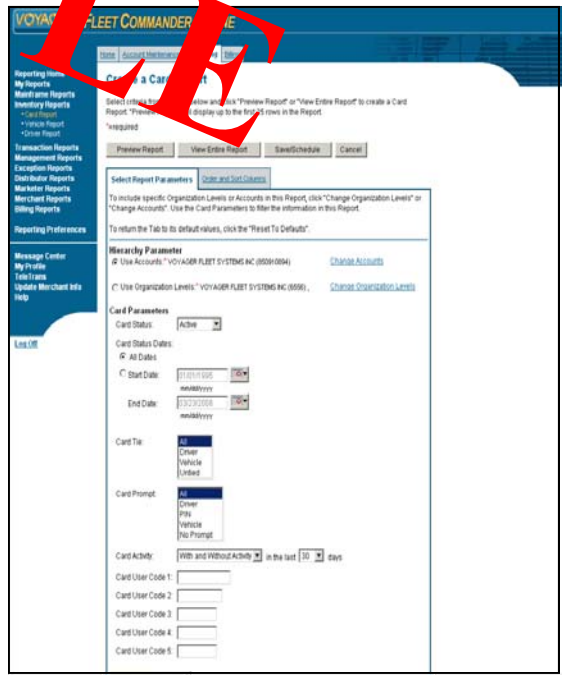 VOYAG FLEET COMMANDER NE
LE
Home Account Maintenanc Billin
Create a Card rt
Select criteria from below and click "Preview Report" or "View Entire Report" to create a Card
Report. "Preview display up to the first 25 rows in the Report.
*=required
Preview Report View Entire Report Save/Schedule Cancel
Reporting Home
My Reports
Mainframe Reports
Inventory Reports
•Card Report
•Vehicle Report
•Driver Report
Transaction Reports
Management Reports
Exception Reports
Distributor Reports
Marketer Reports
Merchant Reports
Billing Reports
Reporting Preferences
Message Center
My Profile
TeleTrans
Update Merchant Info
Help
Log Off
Select Report Parameters Order and Sort Columns
To include specific Organization Levels or Accounts in this Report, click "Change Organization Levels" or
"Change Accounts". Use the Card Parameters to filter the information in this Report.
To return the Tab to its default values, click the "Reset To Defaults".
Hierarchy Parameter
Use Accounts:* VOYAGER FLEET SYSTEMS INC (850910894) Change Accounts
Use Organization Levels:* VOYAGER FLEET SYSTEMS INC (6556) , Change Organization Levels
Card Parameters
Card Status: Active
Card Status Dates:
All Dates
Start Date: 01/01/1995
mm/dd/yyyy
End Date: 03/23/2008
mm/dd/yyyy
Card Tie: All
Driver
Vehicle
Untied
Card Prompt: All
Driver
PIN
Vehicle
No Prompt
Card Activity: With and Without Activity in the last 30 days
Card User Code 1:
Card User Code 2:
Card User Code 3:
Card User Code 4:
Card User Code 5: